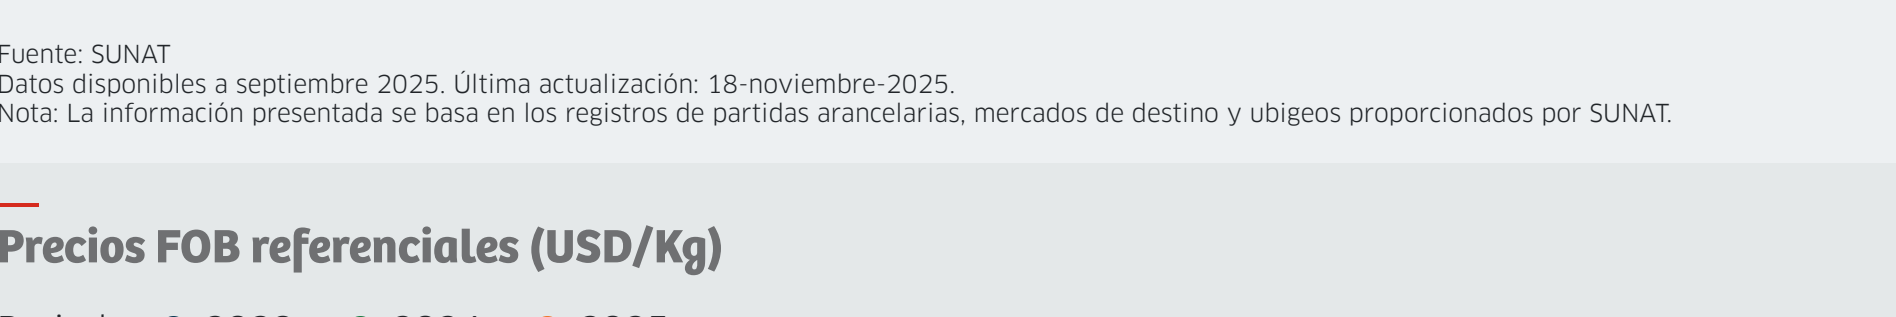 Fuente: SUNAT
Datos disponibles a septiembre 2025. Última actualización: 18-noviembre-2025.
Nota: La información presentada se basa en los registros de partidas arancelarias, mercados de destino y ubigeos proporcionados por SUNAT.
Precios FOB referenciales (USD/Kg)